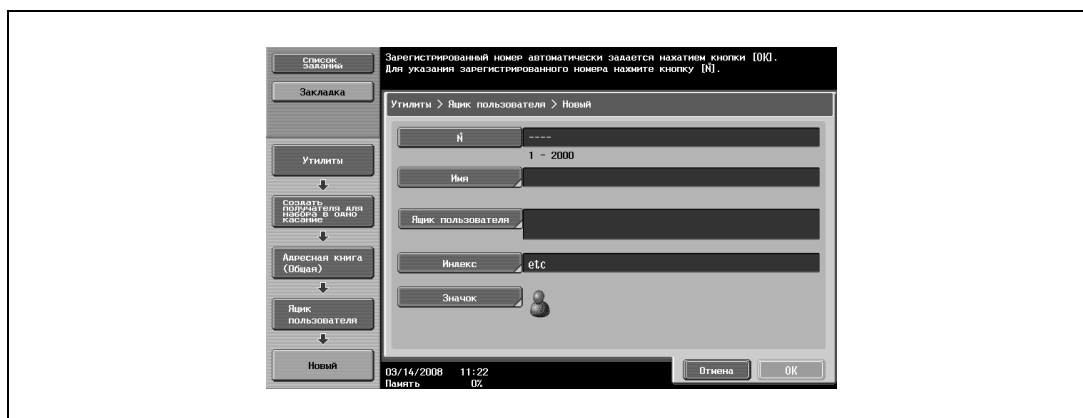 Список
заданий
Закладка
Зарегистрированный номер автоматически задается нажатием кнопки [OK].
Для указания зарегистрированного номера нажмите кнопку [№].
Утилиты > Ящик пользователя > Новый
№
----
1 - 2000
Имя
Ящик пользователя
Индекс
etc
Значок
Утилиты
Создать
получателя для
набора в одно
касание
Адресная книга
(Общая)
Ящик
пользователя
Новый
03/14/2008 11:22
Память 0%
Отмена
OK